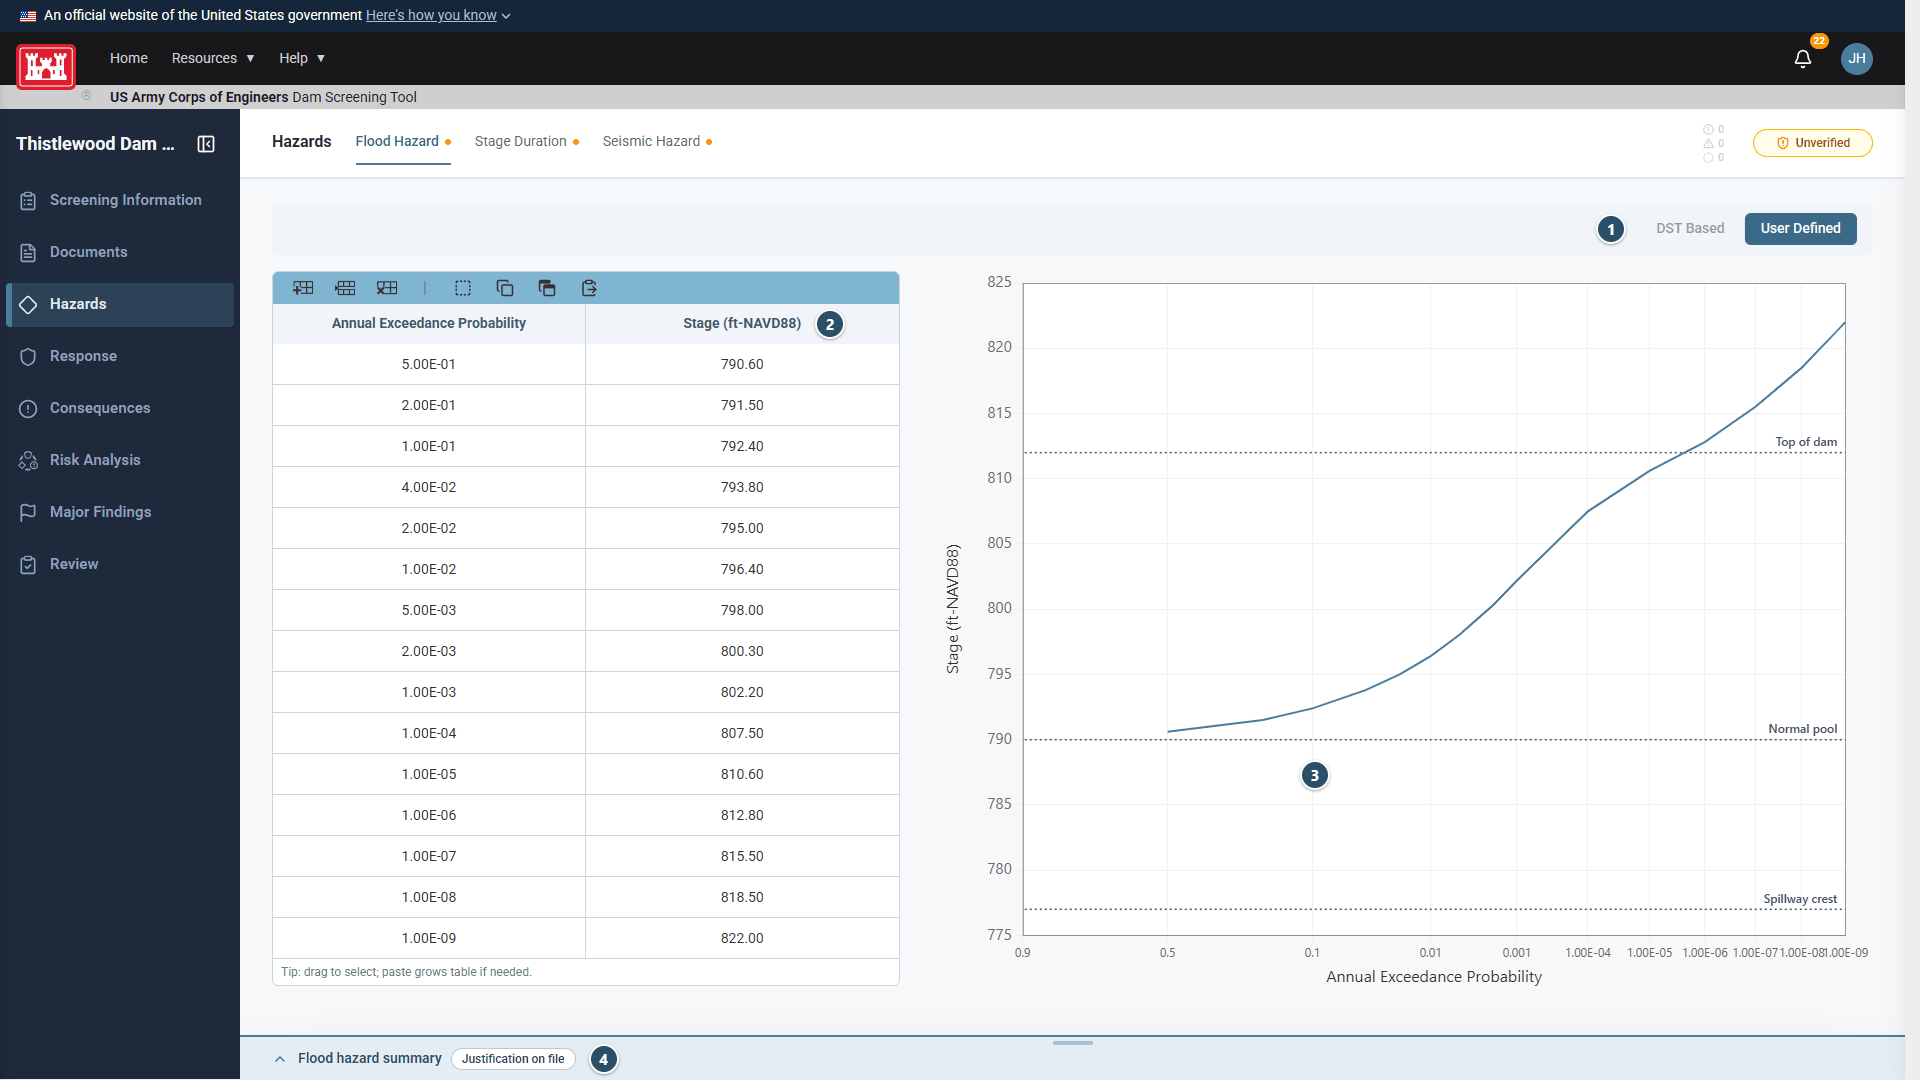 An official website of the United States government Here's how you know
Home Resources Help
22
JH
® US Army Corps of Engineers Dam Screening Tool
Thistlewood Dam ...
Screening Information
Documents
Hazards
Response
Consequences
Risk Analysis
Major Findings
Review
Hazards Flood Hazard Stage Duration Seismic Hazard
0
0
0
Unverified
1 DST Based User Defined
Annual Exceedance Probability Stage (ft-NAVD88) 2
5.00E-01 790.60
2.00E-01 791.50
1.00E-01 792.40
4.00E-02 793.80
2.00E-02 795.00
1.00E-02 796.40
5.00E-03 798.00
2.00E-03 800.30
1.00E-03 802.20
1.00E-04 807.50
1.00E-05 810.60
1.00E-06 812.80
1.00E-07 815.50
1.00E-08 818.50
1.00E-09 822.00
Tip: drag to select; paste grows table if needed.
Stage (ft-NAVD88)
825
820
815
Top of dam
810
805
800
795
790
Normal pool
3
785
780
Spillway crest
775
0.9 0.5 0.1 0.01 0.001 1.00E-04 1.00E-05 1.00E-06 1.00E-07 1.00E-08 1.00E-09
Annual Exceedance Probability
Flood hazard summary Justification on file 4